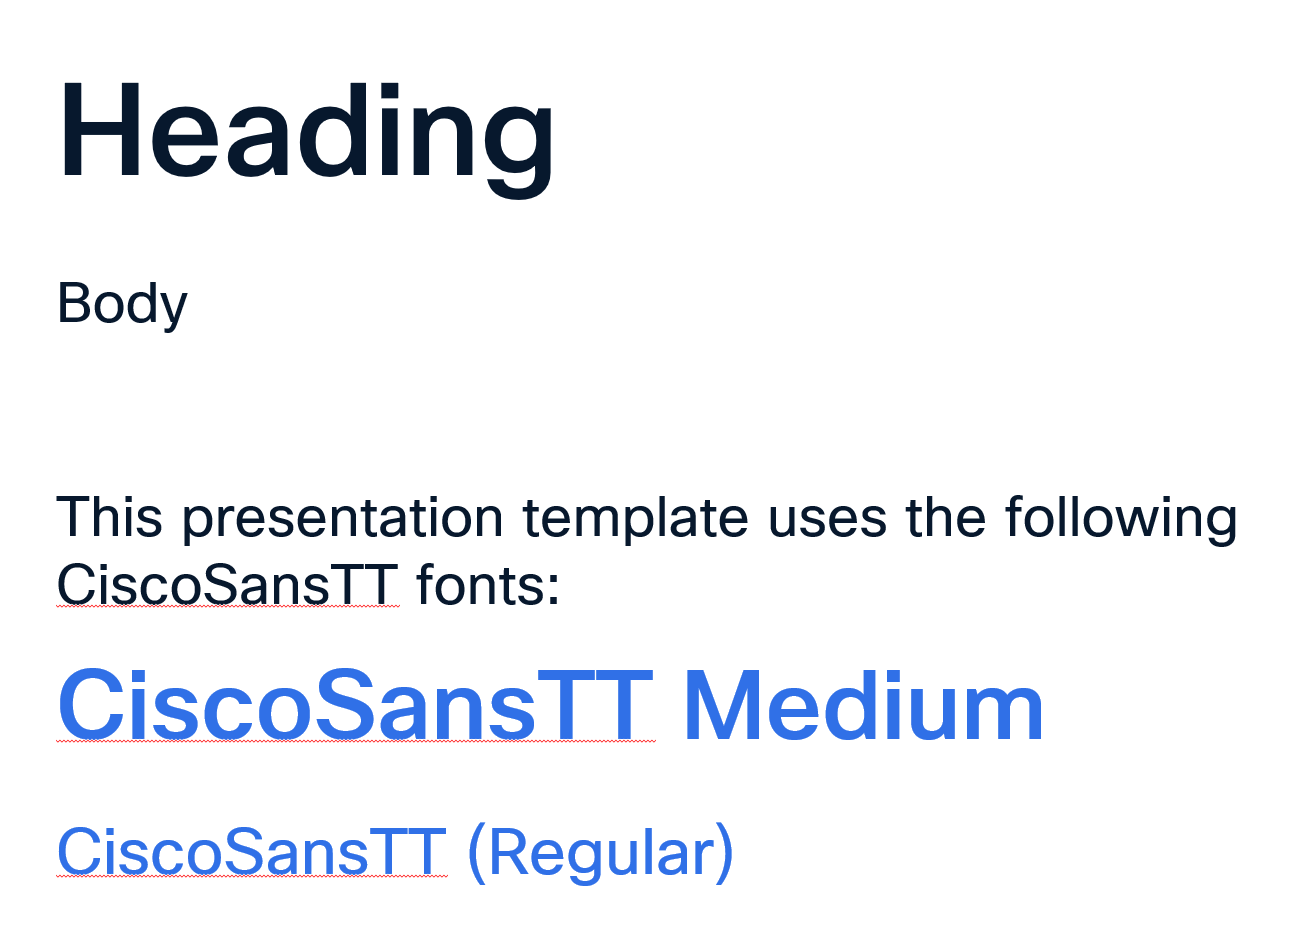 Heading
Body
This presentation template uses the following
CiscoSansTT fonts:
CiscoSansTT Medium
CiscoSansTT (Regular)